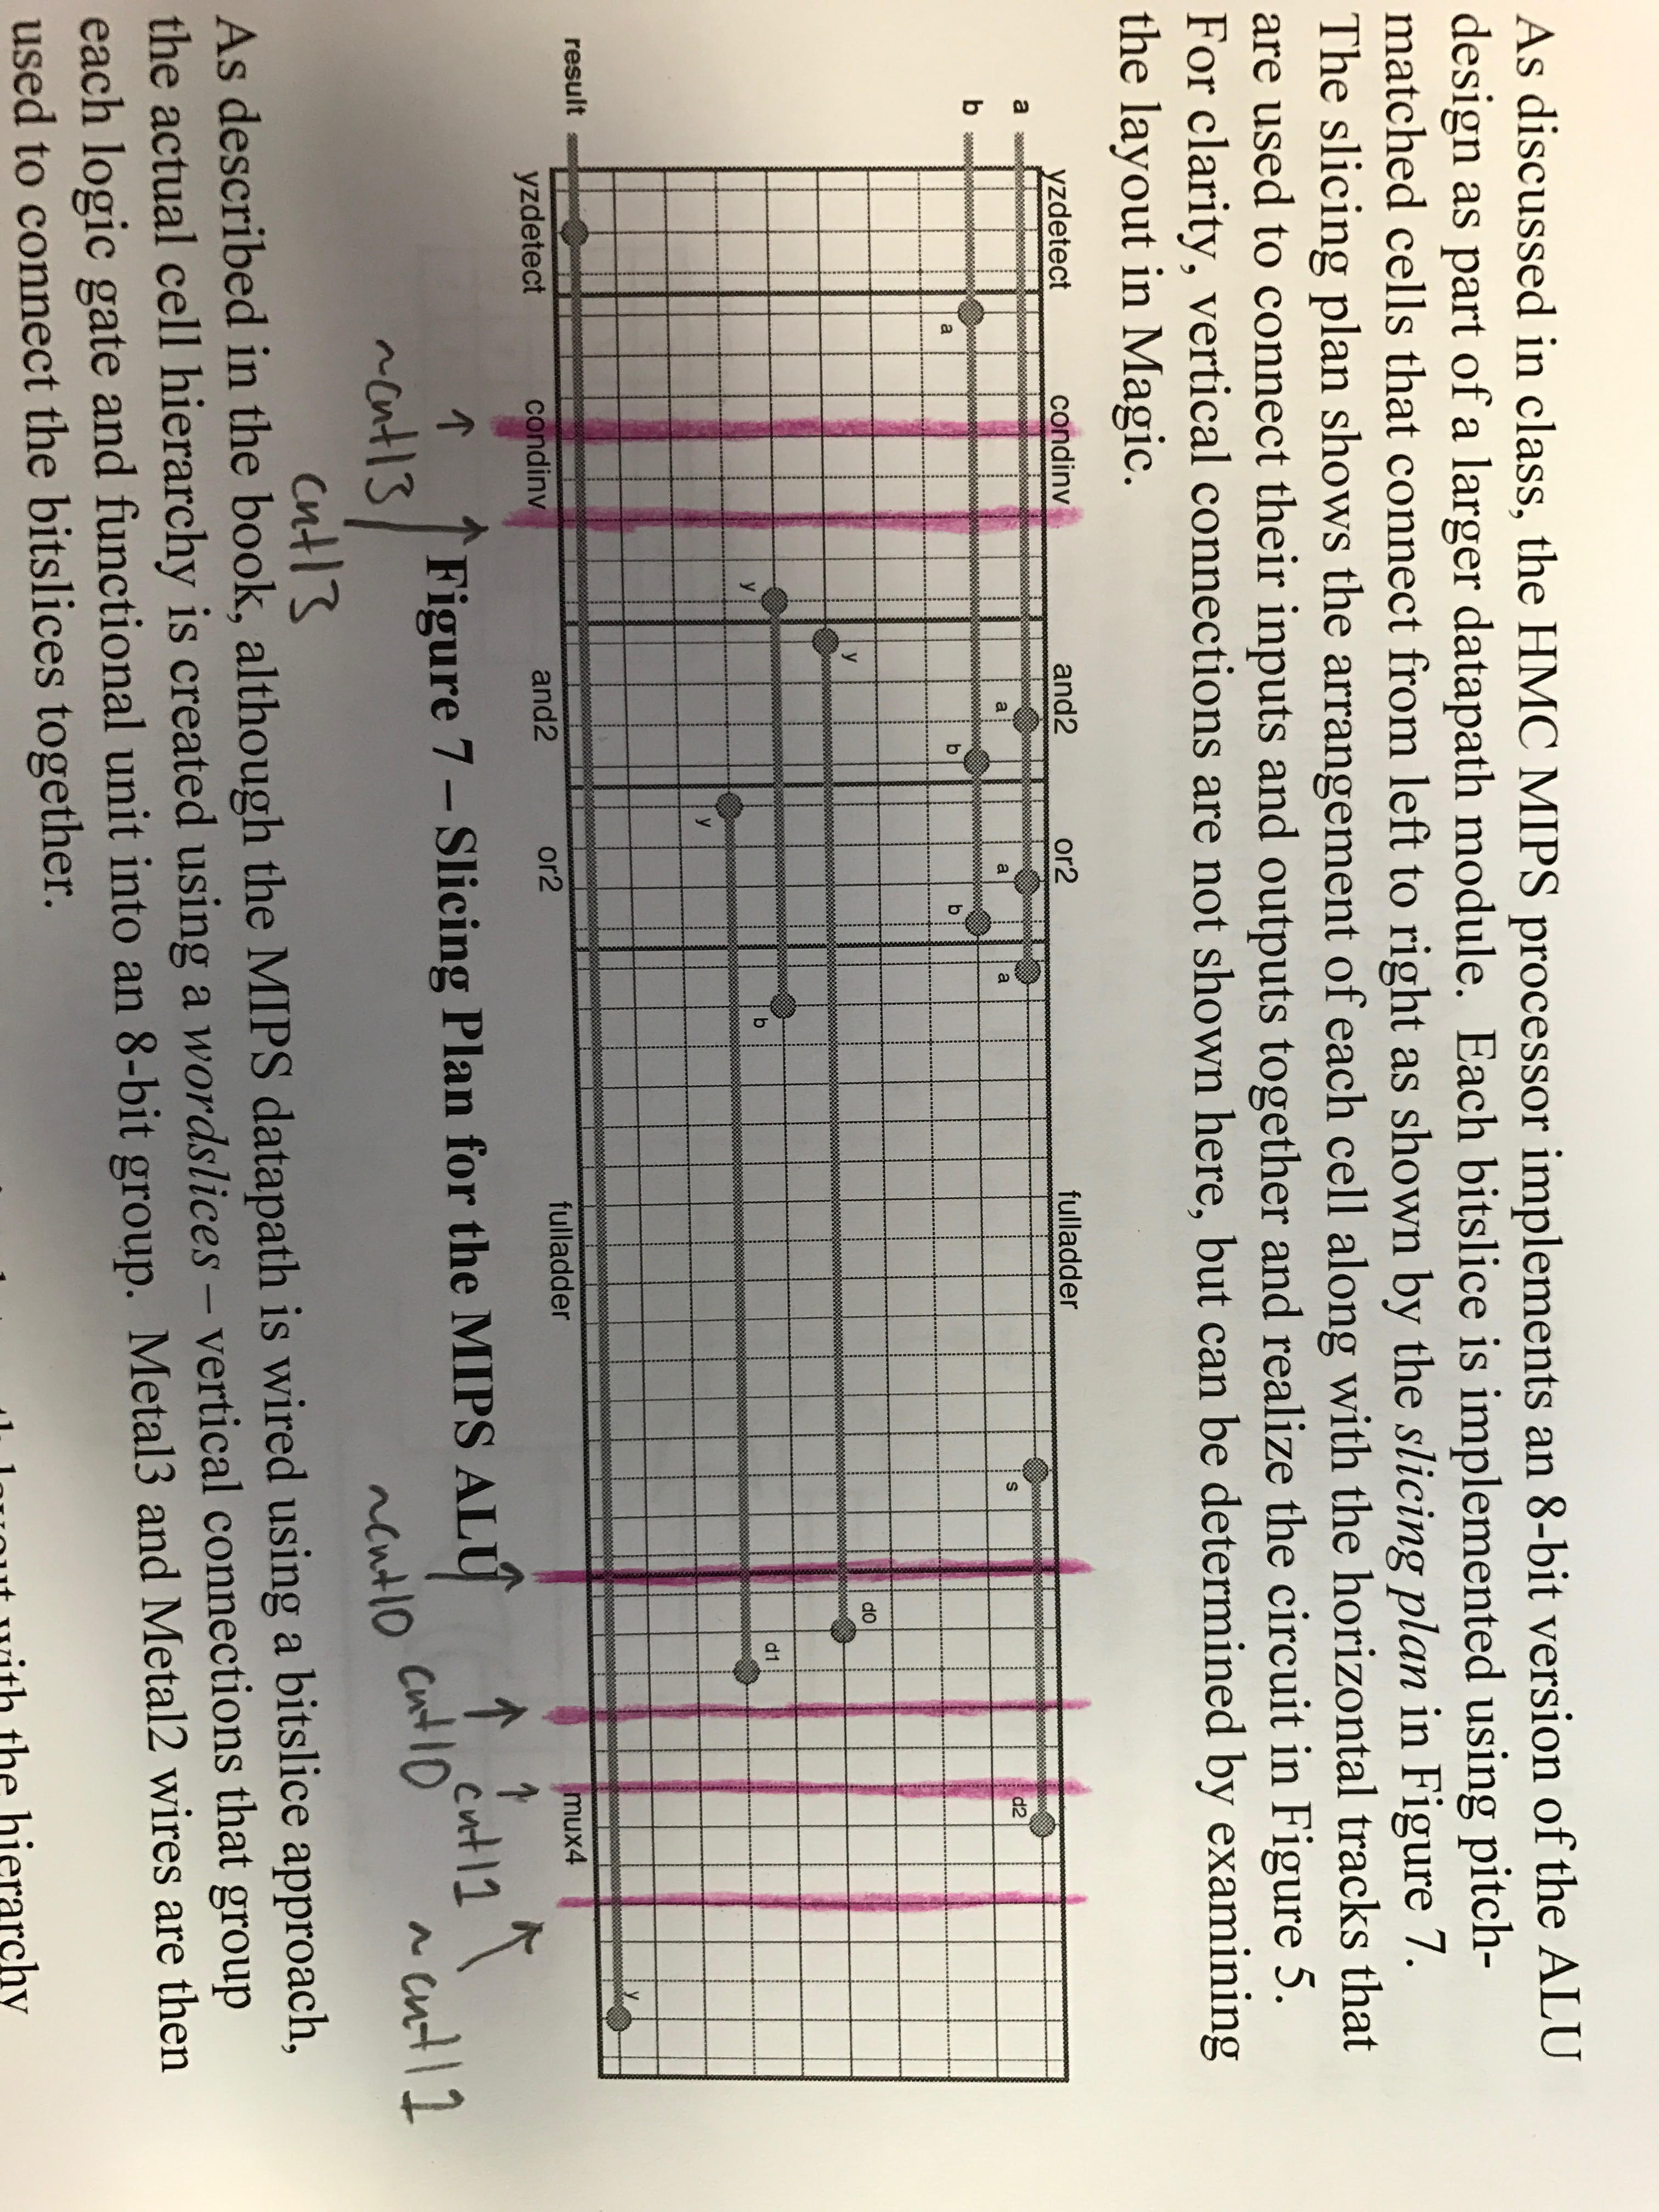 As discussed in class, the HMC MIPS processor implements an 8-bit version of the ALU
design as part of a larger datapath module. Each bitslice is implemented using pitch-
matched cells that connect from left to right as shown by the slicing plan in Figure 7.
The slicing plan shows the arrangement of each cell along with the horizontal tracks that
are used to connect their inputs and outputs together and realize the circuit in Figure 5.
For clarity, vertical connections are not shown here, but can be determined by examining
the layout in Magic.
yzdetect condinv and2 or2 fulladder
a
b
result
a a a s d2
a b b
y d0
y b
y d1
y
yzdetect condinv and2 or2 fulladder mux4
Figure 7 – Slicing Plan for the MIPS ALU
~cntl3 cntl3 ~cntl0 cntl0 cntl1 ~cntl1
As described in the book, although the MIPS datapath is wired using a bitslice approach,
the actual cell hierarchy is created using a wordslices – vertical connections that group
each logic gate and functional unit into an 8-bit group. Metal3 and Metal2 wires are then
used to connect the bitslices together.
with the hierarchy